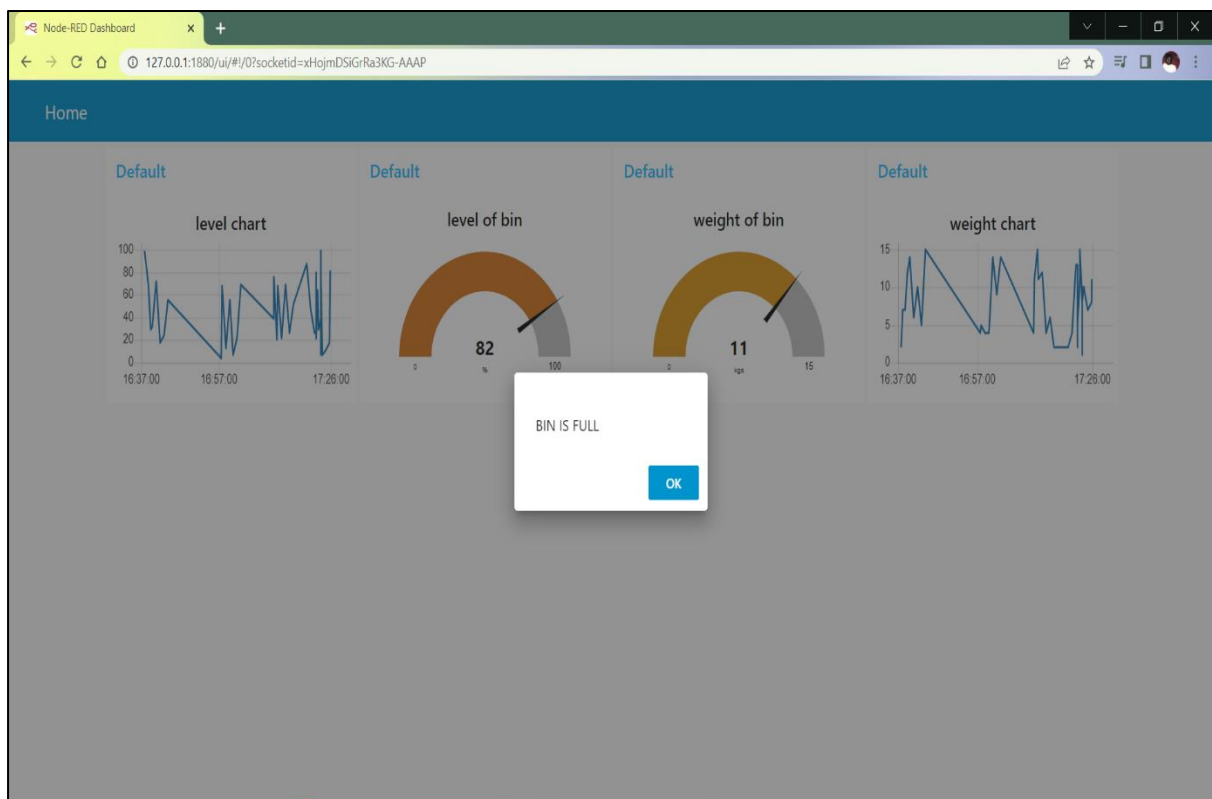 Node-RED Dashboard
127.0.0.1:1880/ui/#!/0?socketid=xHojmDSiGrRa3KG-AAAP
Home
Default
level chart
100
80
60
40
20
0
16:37:00 16:57:00 17:26:00
Default
level of bin
82
0 % 100
Default
weight of bin
11
0 kgs 15
Default
weight chart
15
10
5
0
16:37:00 16:57:00 17:26:00
BIN IS FULL
OK